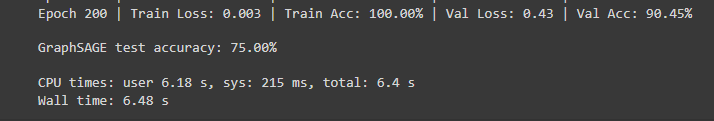 Epoch 200 | Train Loss: 0.003 | Train Acc: 100.00% | Val Loss: 0.43 | Val Acc: 90.45%
GraphSAGE test accuracy: 75.00%
CPU times: user 6.18 s, sys: 215 ms, total: 6.4 s
Wall time: 6.48 s